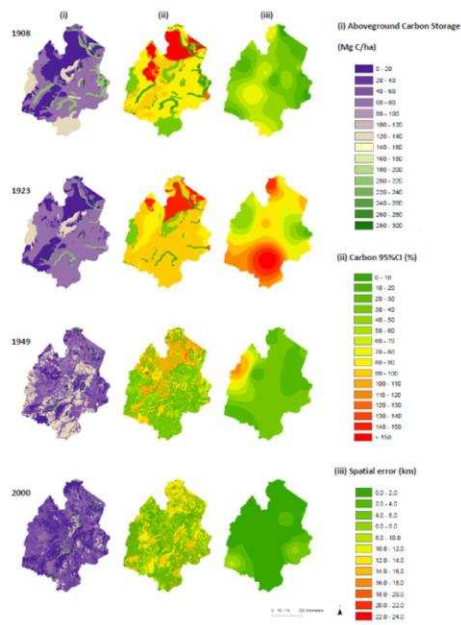 (i) (ii) (iii)
1908
1923
1949
2000
(i) Aboveground Carbon Storage
(Mg C/ha)
0 - 20
20 - 40
40 - 60
60 - 80
80 - 100
100 - 120
120 - 140
140 - 160
160 - 180
180 - 200
200 - 220
220 - 240
240 - 260
260 - 280
280 - 300
(ii) Carbon 95%CI (%)
0 - 10
10 - 20
20 - 30
30 - 40
40 - 50
50 - 60
60 - 70
70 - 80
80 - 90
90 - 100
100 - 110
110 - 120
120 - 130
130 - 140
140 - 150
> 150
(iii) Spatial error (km)
0.0 - 2.0
2.0 - 4.0
4.0 - 6.0
6.0 - 8.0
8.0 - 10.0
10.0 - 12.0
12.0 - 14.0
14.0 - 16.0
16.0 - 18.0
18.0 - 20.0
20.0 - 22.0
22.0 - 24.0